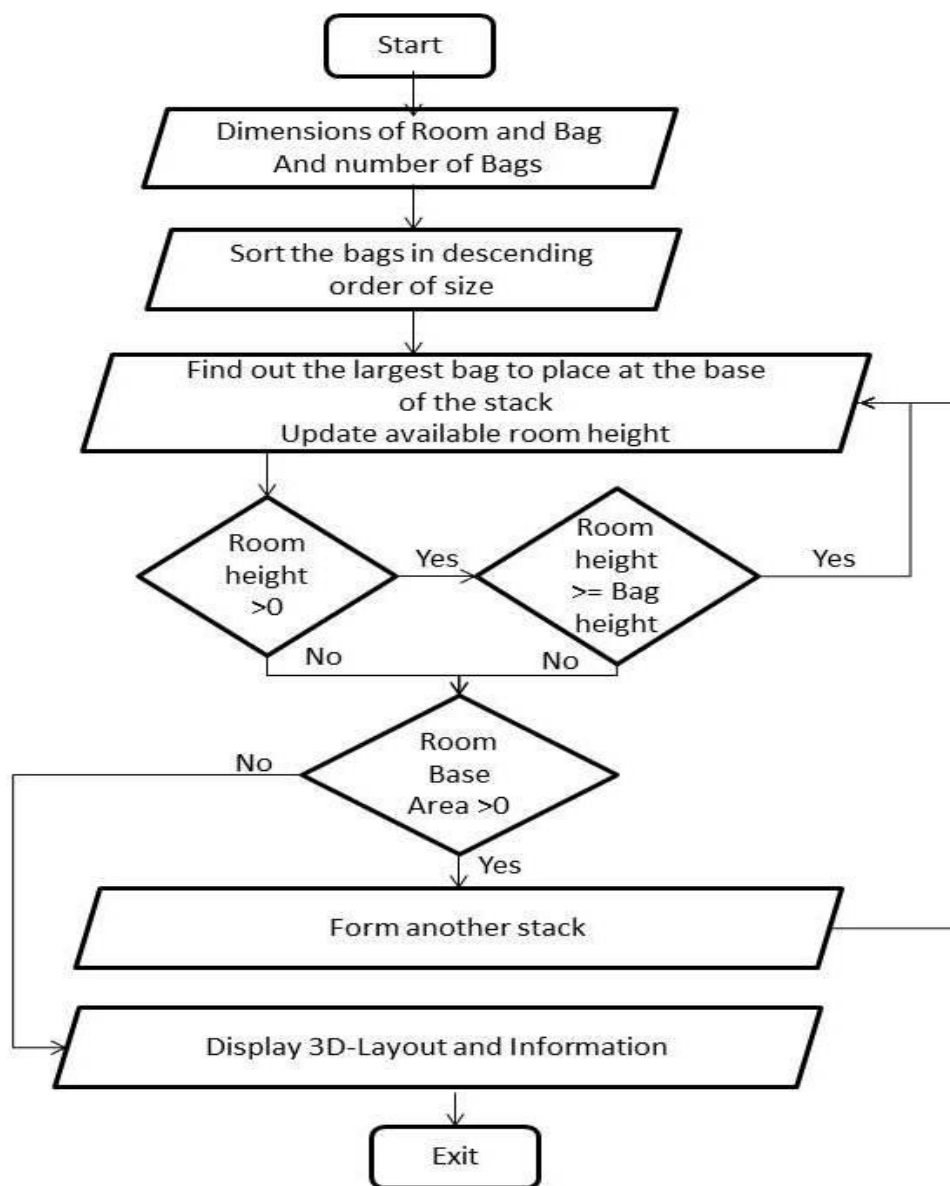 Start
Dimensions of Room and Bag
And number of Bags
Sort the bags in descending
order of size
Find out the largest bag to place at the base
of the stack
Update available room height
Room
height
>0
Yes
Room
height
>= Bag
height
Yes
No
No
Room
Base
Area >0
No
Yes
Form another stack
Display 3D-Layout and Information
Exit